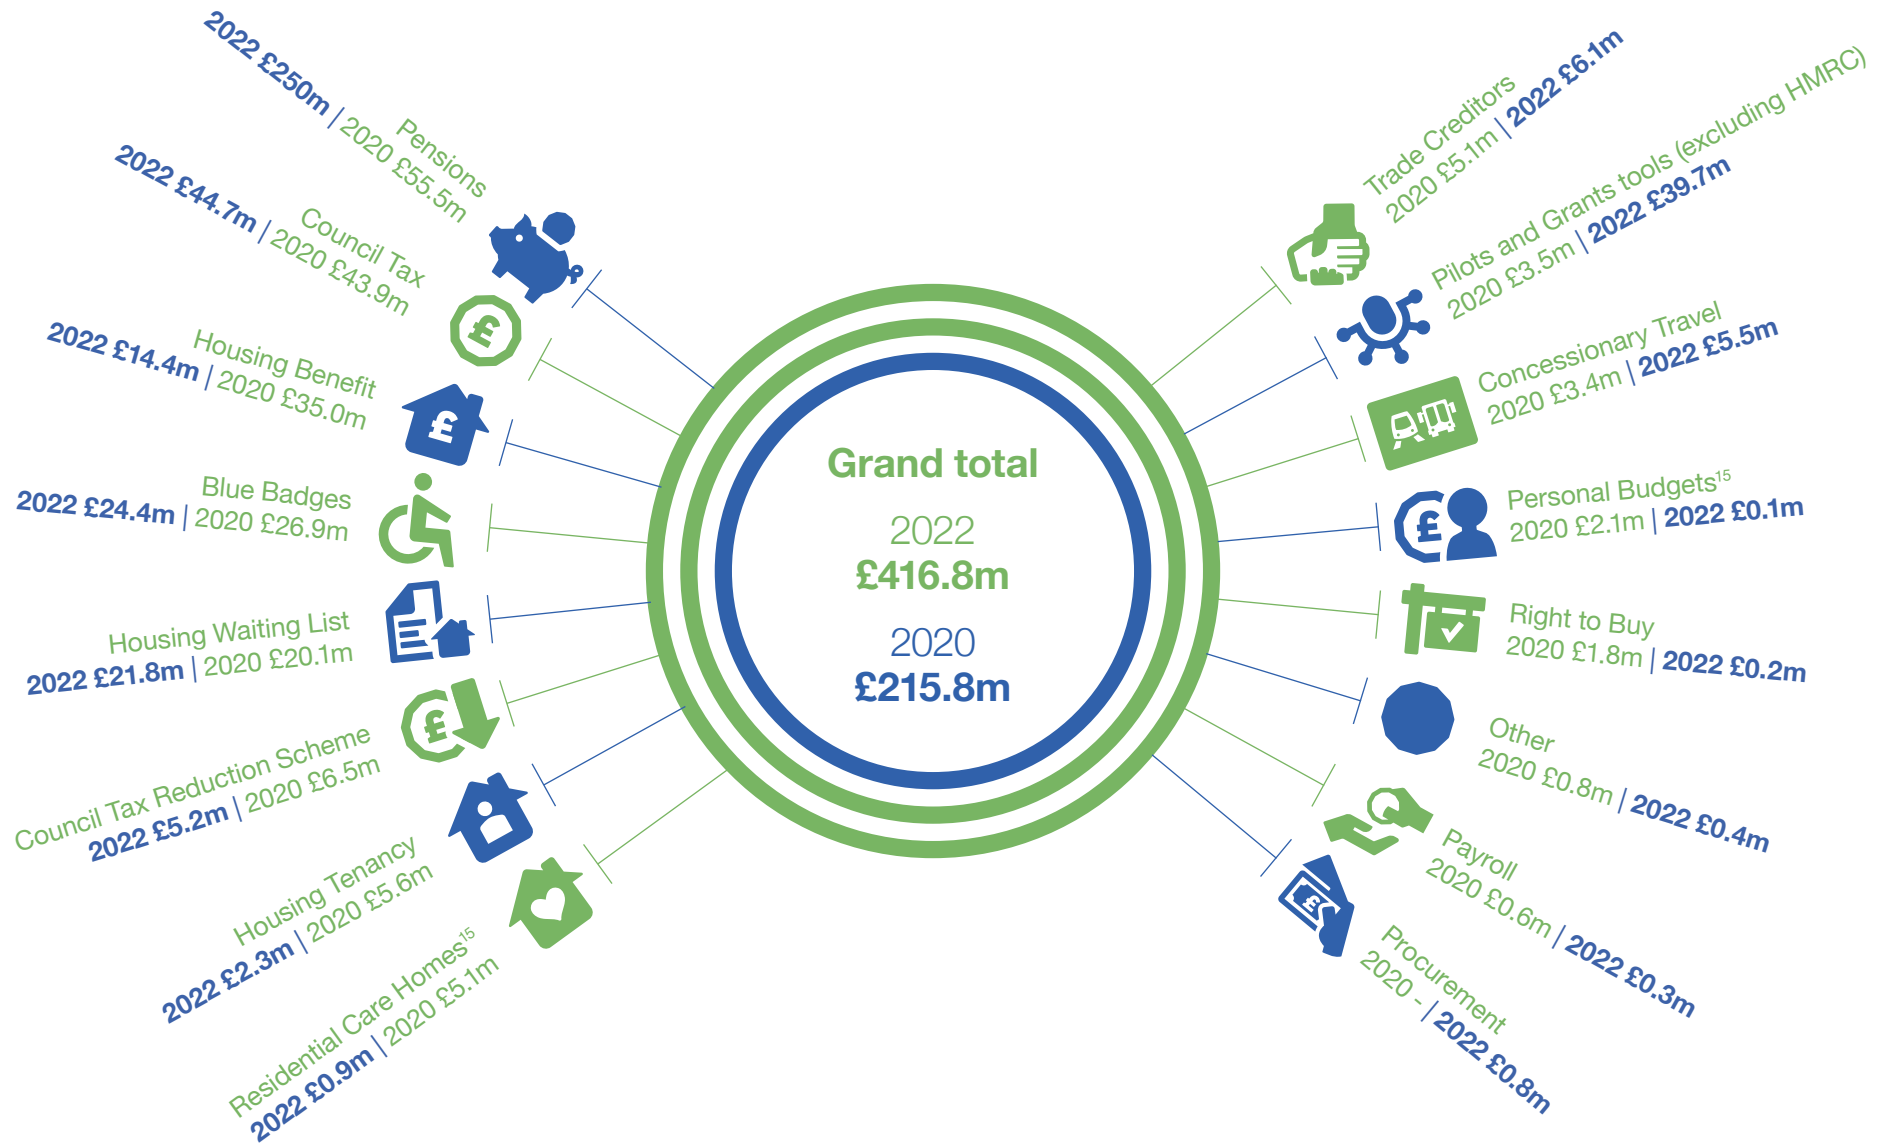 Pensions
2022 £250m | 2020 £55.5m
Council Tax
2022 £44.7m | 2020 £43.9m
Housing Benefit
2022 £14.4m | 2020 £35.0m
£
Blue Badges
2022 £24.4m | 2020 £26.9m
Housing Waiting List
2022 £21.8m | 2020 £20.1m
Council Tax Reduction Scheme
2022 £5.2m | 2020 £6.5m
Housing Tenancy
2022 £2.3m | 2020 £5.6m
Residential Care Homes15
2022 £0.9m | 2020 £5.1m
£
£
Grand total
2022
£416.8m
2020
£215.8m
Trade Creditors
2020 £5.1m | 2022 £6.1m
Pilots and Grants tools (excluding HMRC)
2020 £3.5m | 2022 £39.7m
Concessionary Travel
2020 £3.4m | 2022 £5.5m
£
Personal Budgets15
2020 £2.1m | 2022 £0.1m
Right to Buy
2020 £1.8m | 2022 £0.2m
Other
2020 £0.8m | 2022 £0.4m
Payroll
2020 £0.6m | 2022 £0.3m
£
Procurement
2020 - | 2022 £0.8m